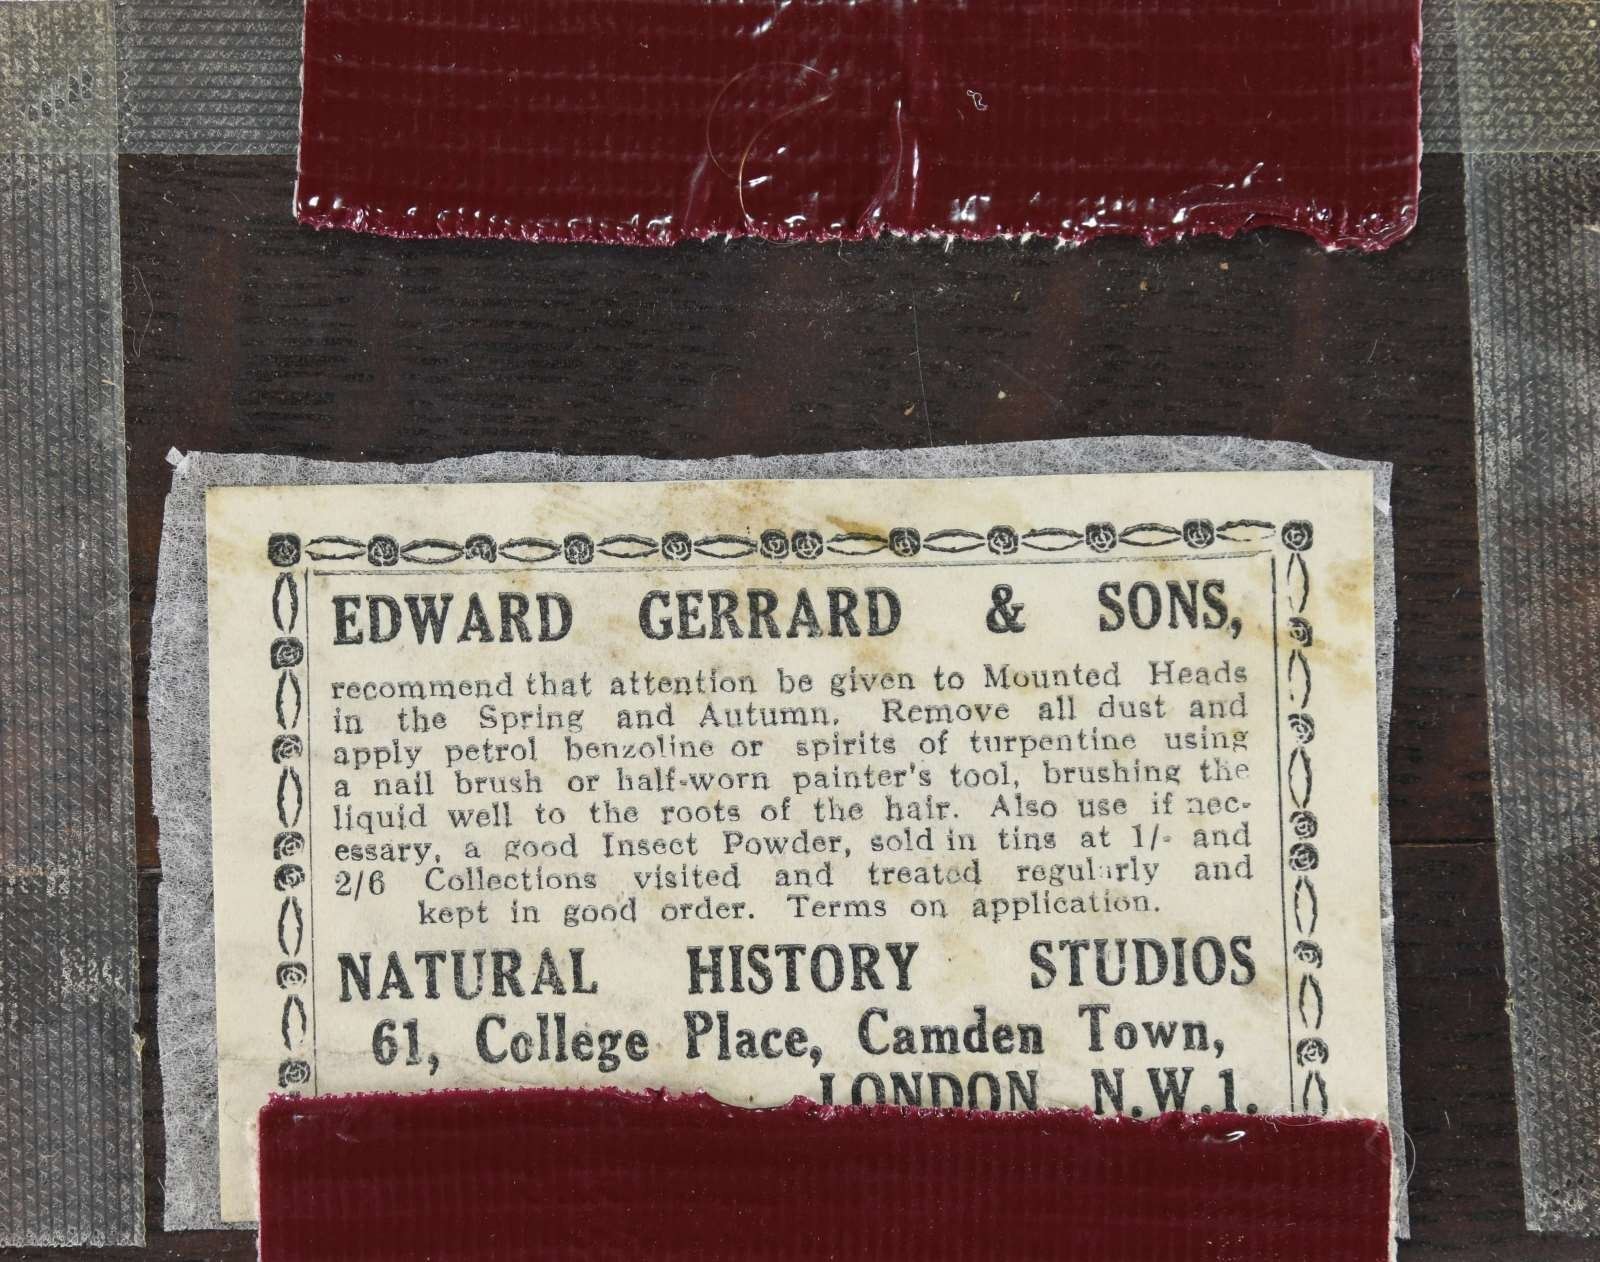 EDWARD GERRARD & SONS,
recommend that attention be given to Mounted Heads
in the Spring and Autumn. Remove all dust and
apply petrol benzoline or spirits of turpentine using
a nail brush or half-worn painter's tool, brushing the
liquid well to the roots of the hair. Also use if nec-
essary, a good Insect Powder, sold in tins at 1/- and
2/6 Collections visited and treated regularly and
kept in good order. Terms on application.
NATURAL HISTORY STUDIOS
61, College Place, Camden Town,
LONDON N.W.1.